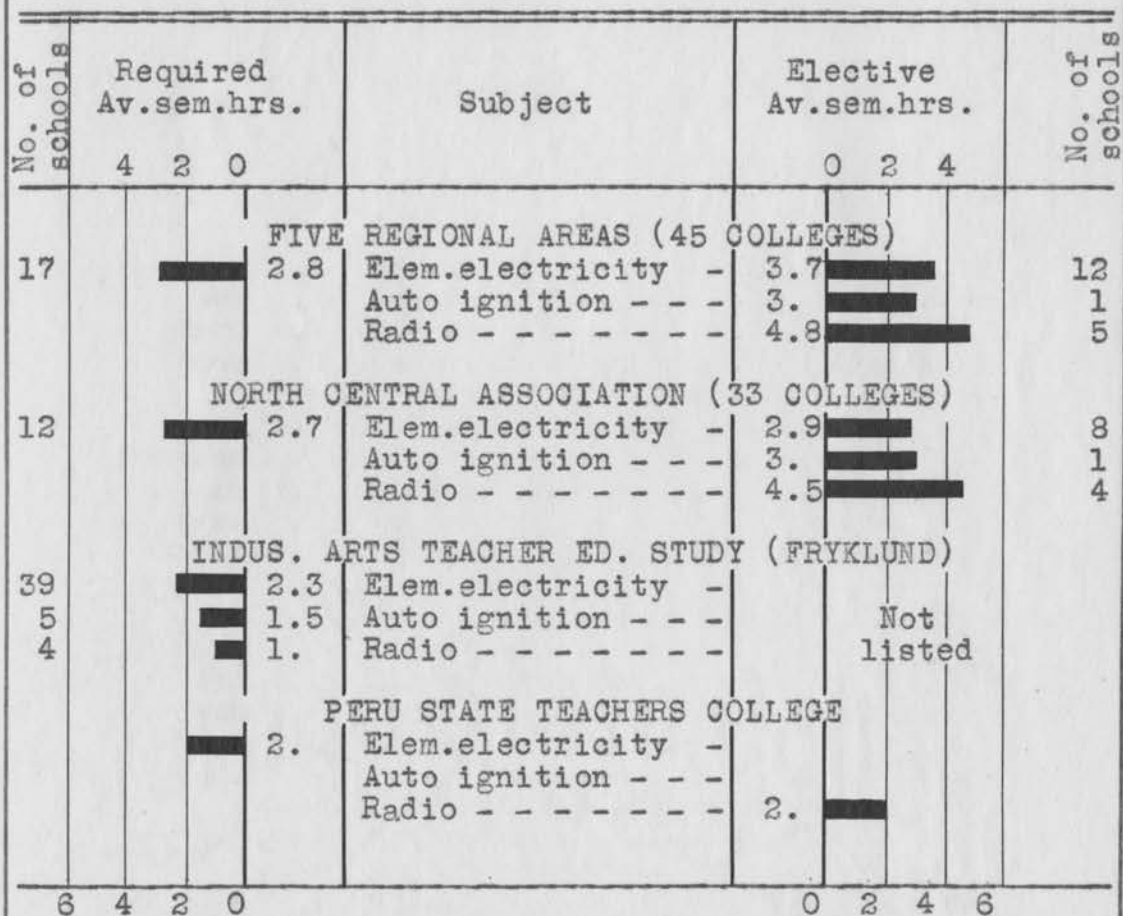 No. of schools Required Av.sem.hrs. Subject Elective Av.sem.hrs. No. of schools
4 2 0 0 2 4
FIVE REGIONAL AREAS (45 COLLEGES)
17 2.8 Elem.electricity - 3.7 12
Auto ignition - - - 3. 1
Radio - - - - - - - 4.8 5
NORTH CENTRAL ASSOCIATION (33 COLLEGES)
12 2.7 Elem.electricity - 2.9 8
Auto ignition - - - 3. 1
Radio - - - - - - - 4.5 4
INDUS. ARTS TEACHER ED. STUDY (FRYKLUND)
39 2.3 Elem.electricity -
5 1.5 Auto ignition - - - Not
4 1. Radio - - - - - - - listed
PERU STATE TEACHERS COLLEGE
2. Elem.electricity -
Auto ignition - - -
Radio - - - - - - - 2.
6 4 2 0 0 2 4 6